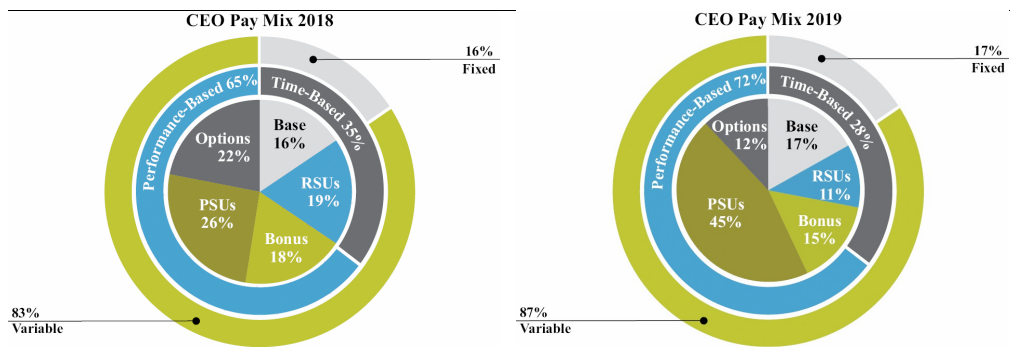 CEO Pay Mix 2018
16%
Fixed
Performance-Based 65%
Time-Based 35%
Options
22%
Base
16%
RSUs
19%
PSUs
26%
Bonus
18%
83%
Variable
CEO Pay Mix 2019
17%
Fixed
Performance-Based 72%
Time-Based 28%
Options
12%
Base
17%
RSUs
11%
PSUs
45%
Bonus
15%
87%
Variable